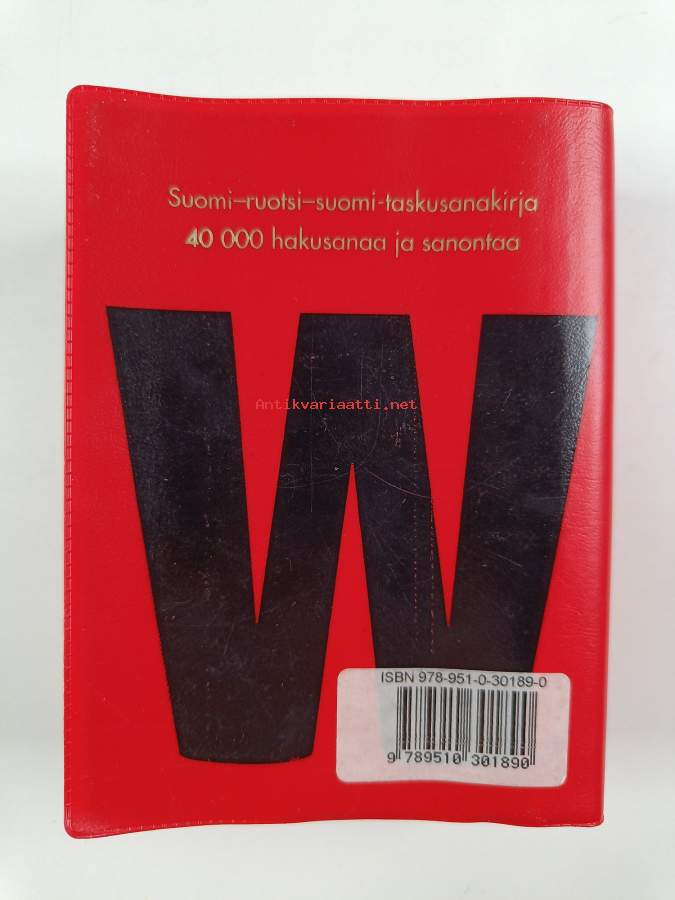 Suomi–ruotsi–suomi-taskusanakirja
40 000 hakusanaa ja sanontaa
W
Antikvariaatti.net
ISBN 978-951-0-30189-0
9 789510 301890